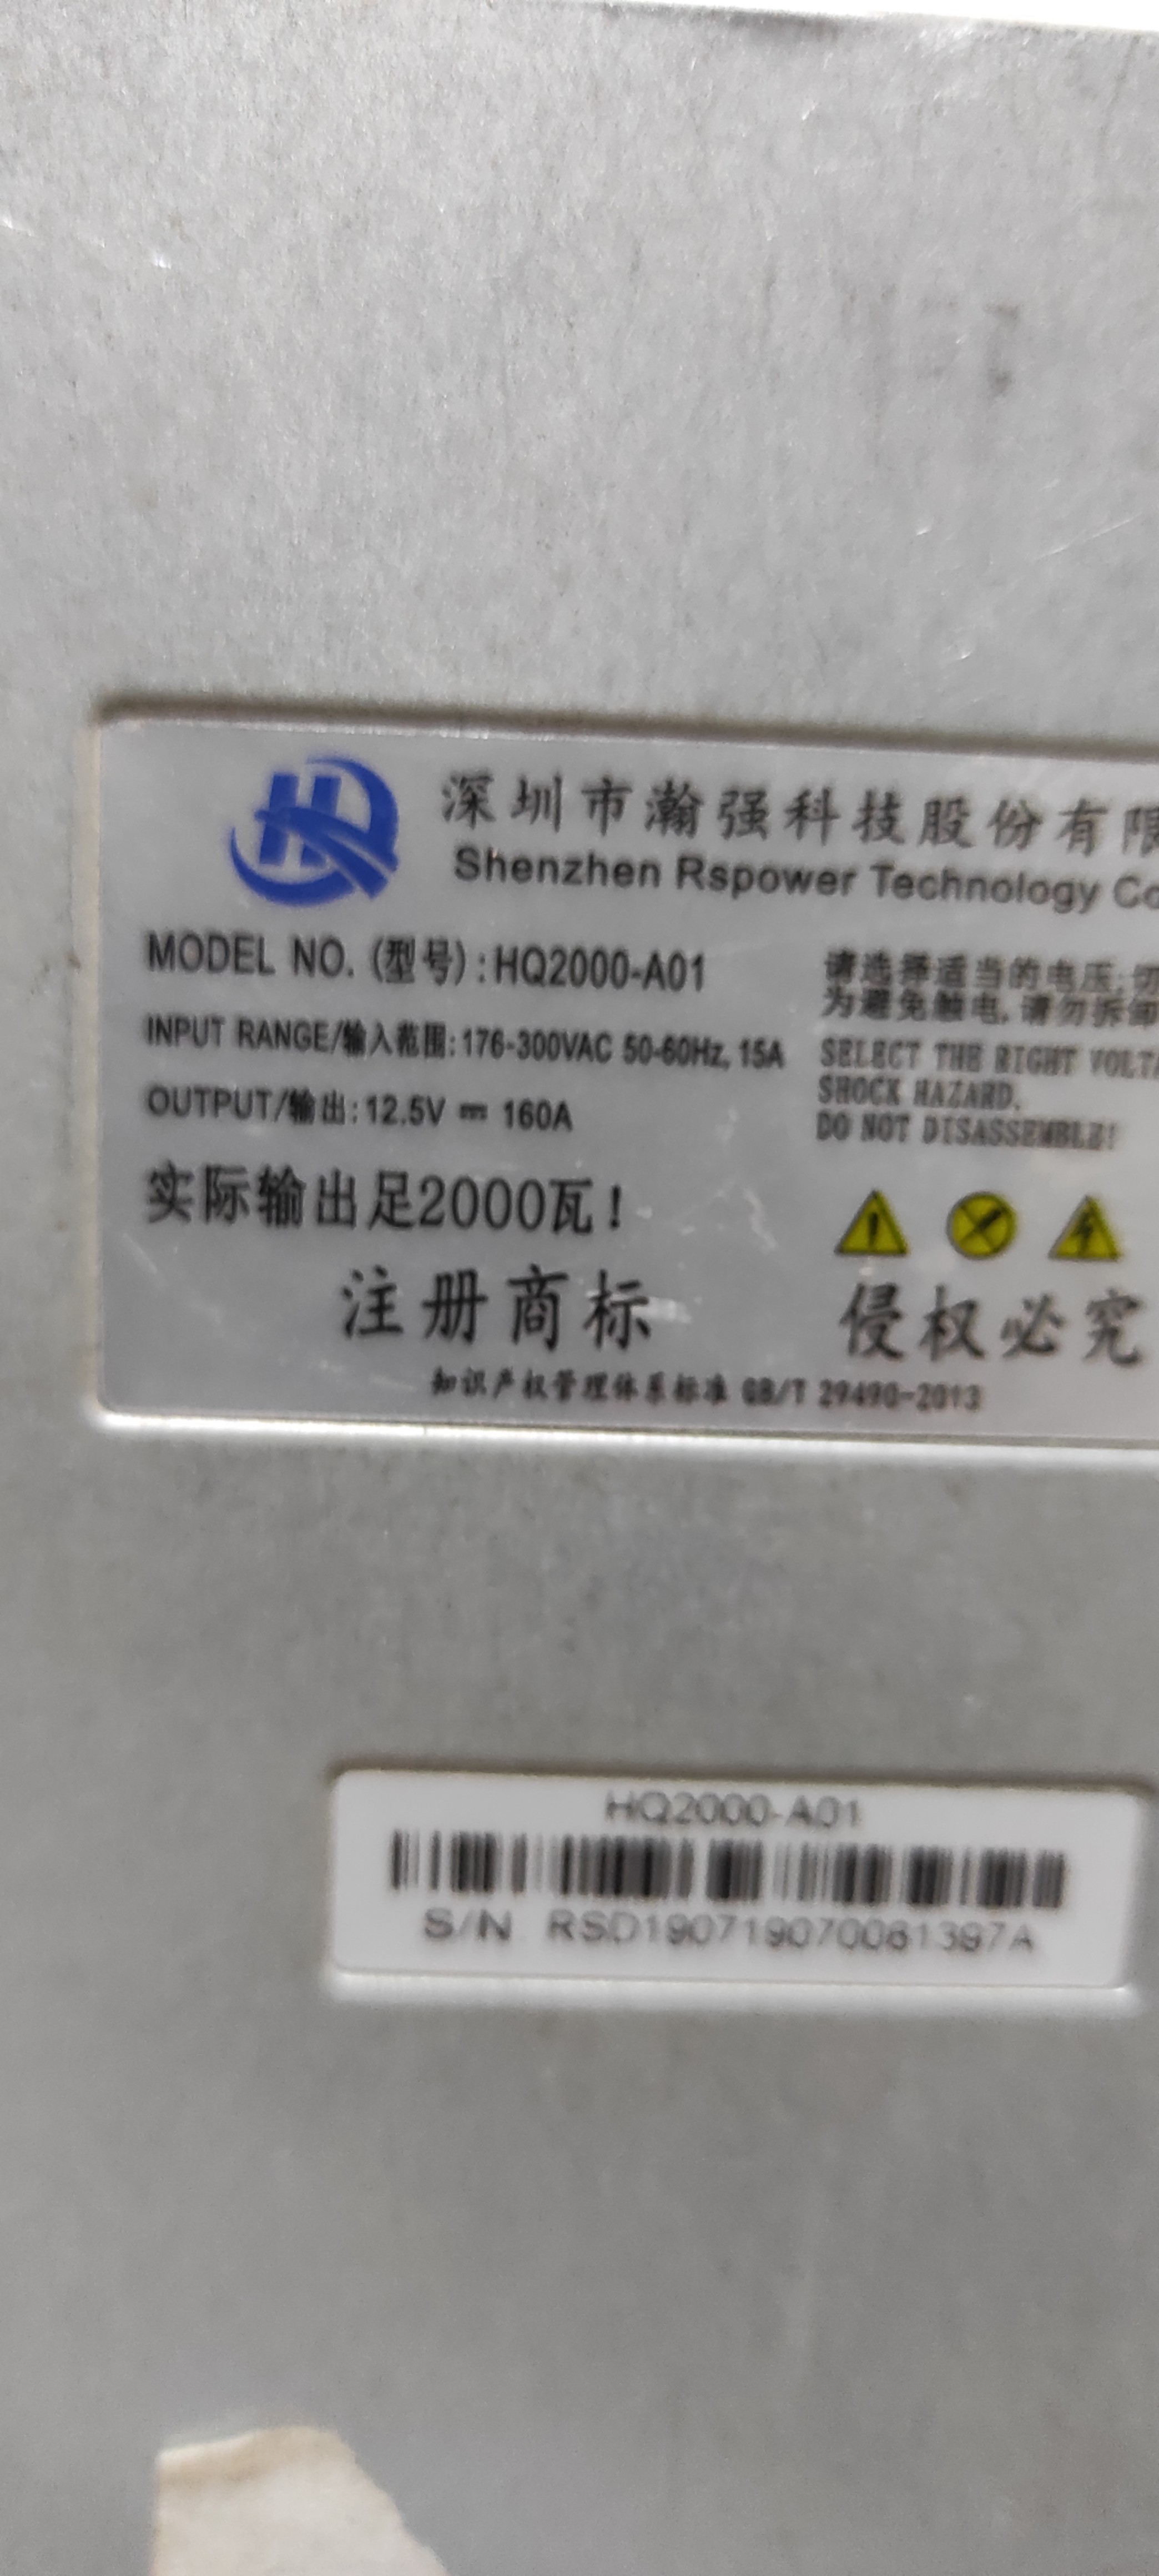 HQ
深圳市瀚强科技股份有限
Shenzhen Rspower Technology Co
MODEL NO. (型号): HQ2000-A01
INPUT RANGE/输入范围: 176-300VAC 50-60Hz, 15A
OUTPUT/输出: 12.5V ⎓ 160A
实际输出足2000瓦!
请选择适当的电压; 切
为避免触电, 请勿拆卸
SELECT THE RIGHT VOLTA
SHOCK HAZARD.
DO NOT DISASSEMBLE!
注册商标
侵权必究
知识产权管理体系标准 GB/T 29490-2013
HQ2000-A01
S/N RSD190719070061397A